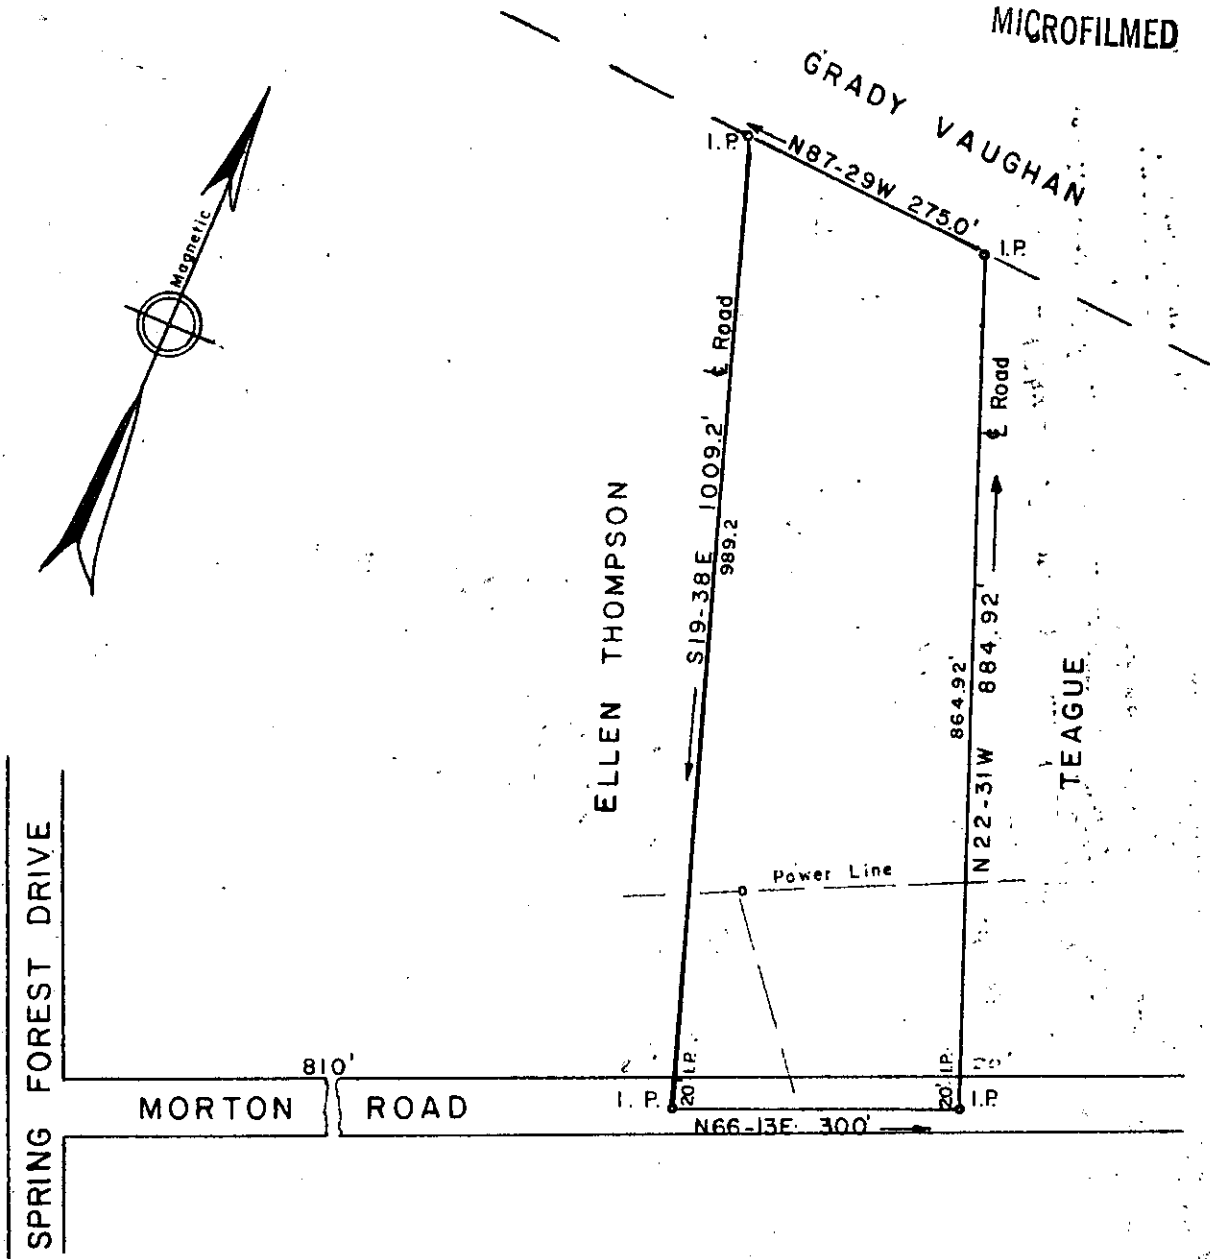 MICROFILMED
GRADY VAUGHAN
I.P.
N87-29W 275.0'
I.P.
Magnetic
℄ Road
℄ Road
S19-38E 1009.2'
989.2
ELLEN THOMPSON
N22-31W 884.92'
864.92'
TEAGUE
Power Line
SPRING FOREST DRIVE
810'
MORTON ROAD
I.P.
20'
I.P.
I.P.
20'
I.P.
N66-13E 300'